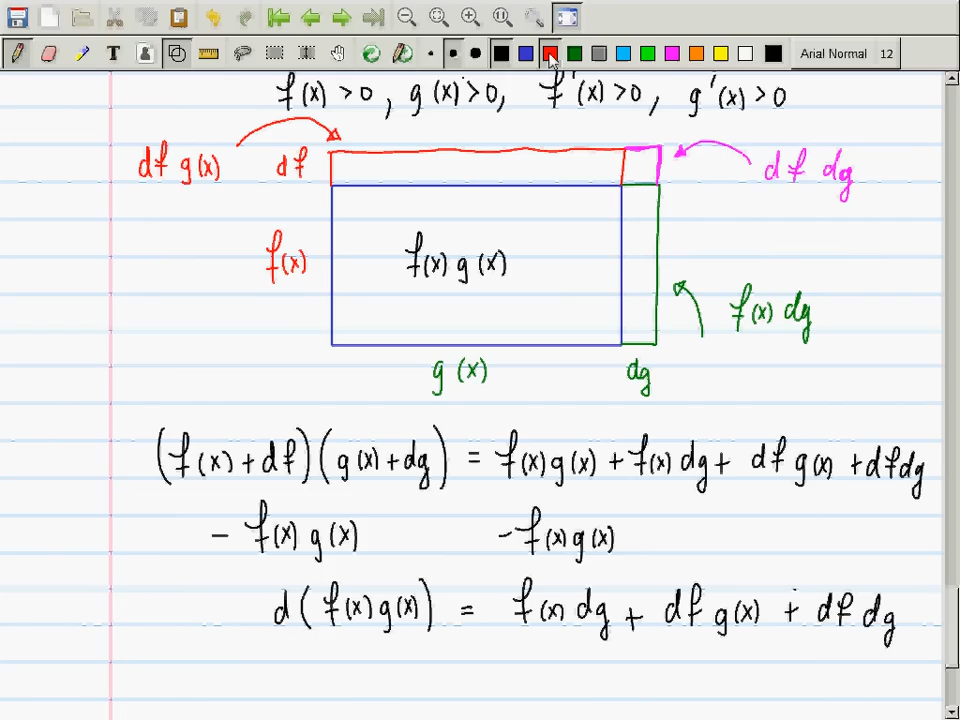 T Arial Normal 12
f(x) > 0, g(x) > 0, f'(x) > 0, g'(x) > 0
df g(x) df df dg
f(x) f(x) g(x) f(x) dg
g(x) dg
(f(x) + df)(g(x) + dg) = f(x) g(x) + f(x) dg + df g(x) + df dg
- f(x) g(x) - f(x) g(x)
d(f(x) g(x)) = f(x) dg + df g(x) + df dg